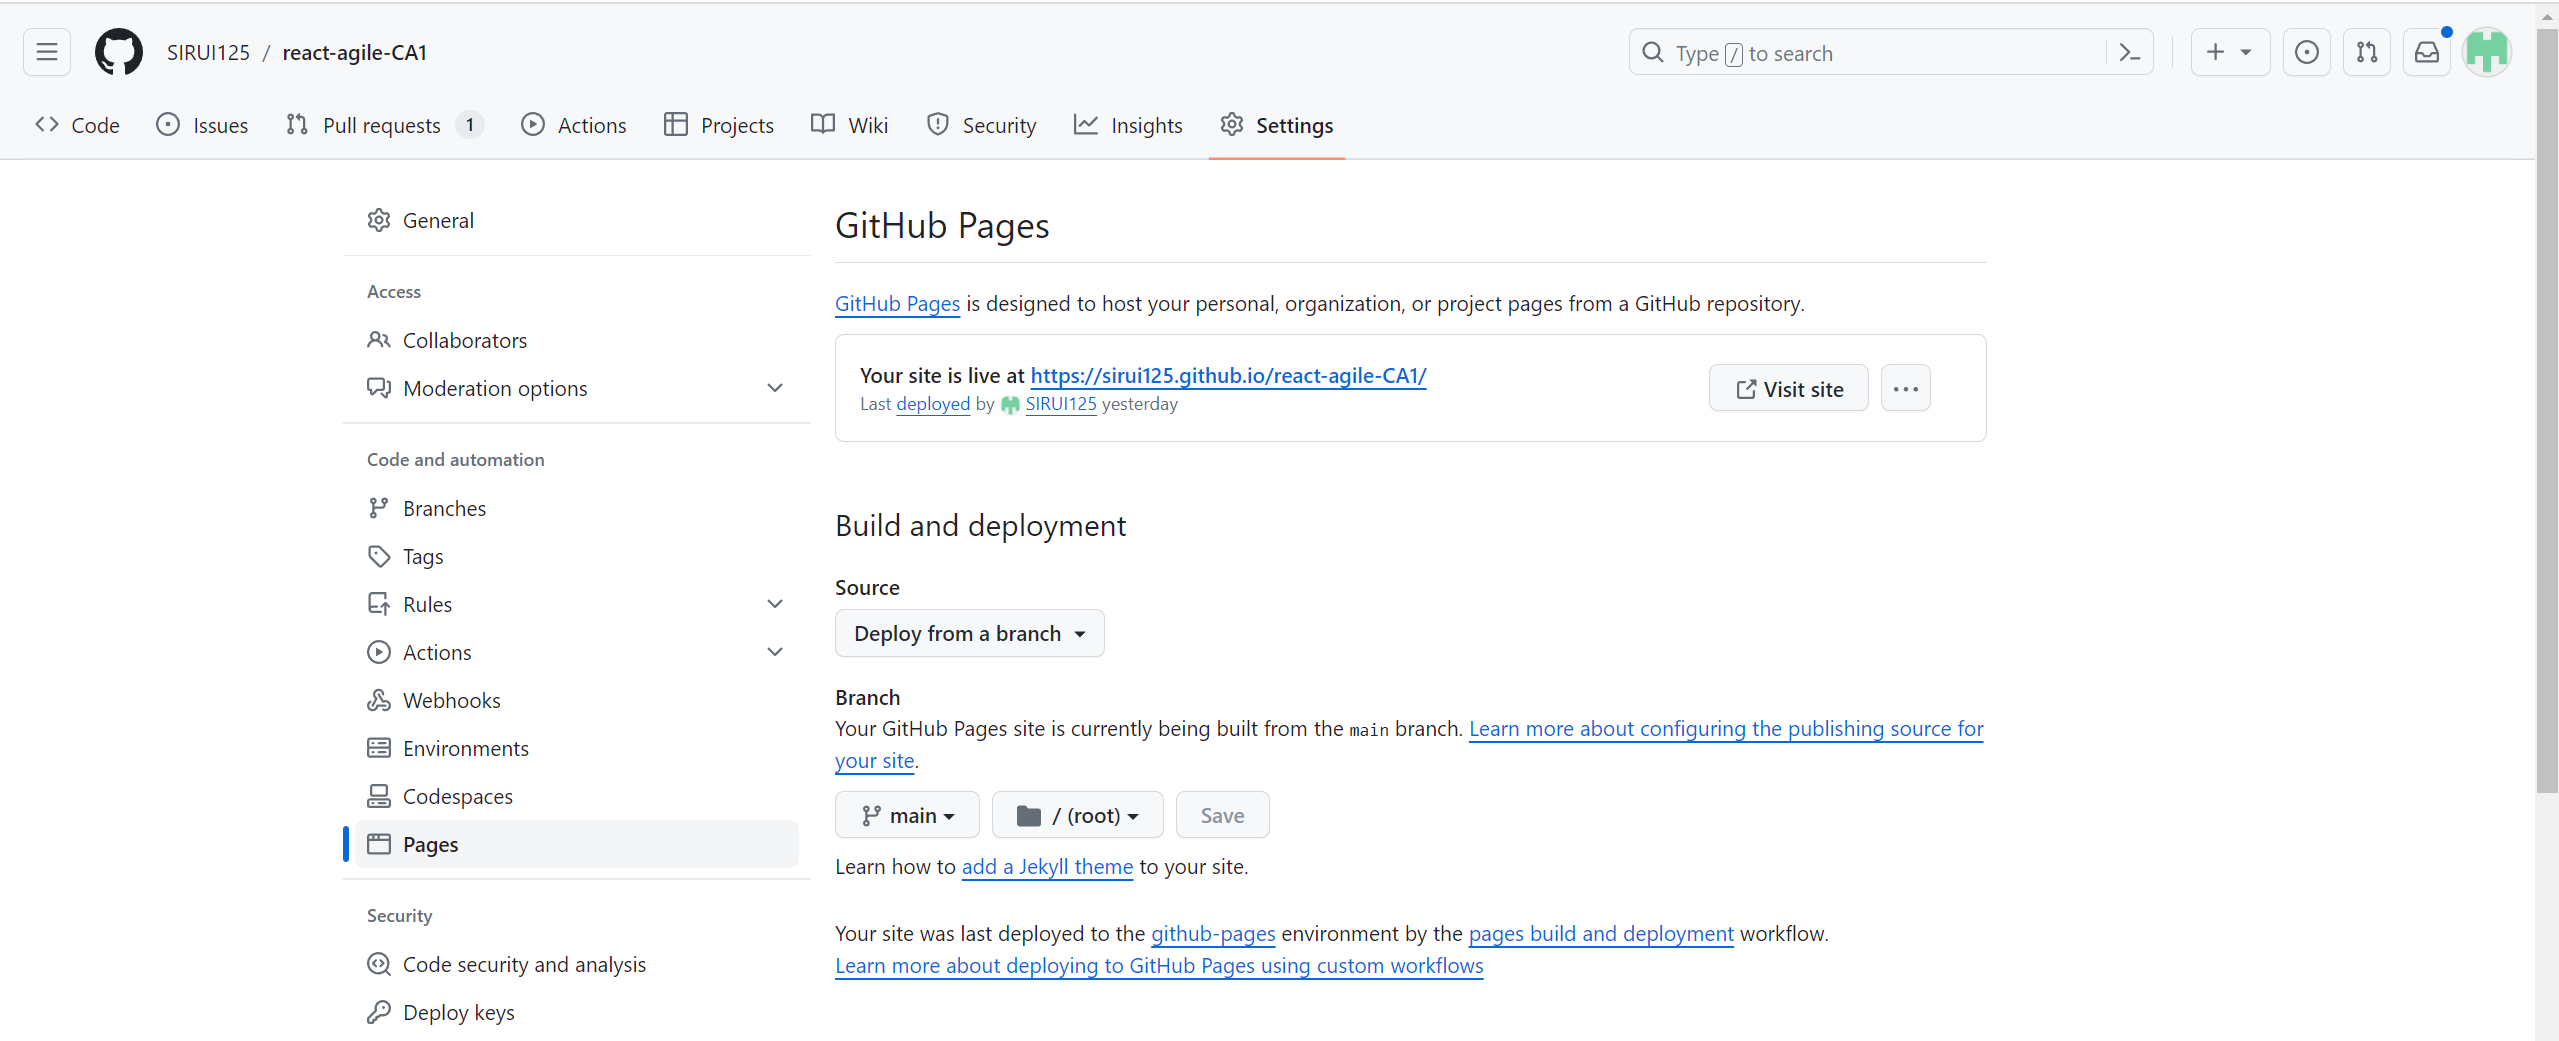 SIRUI125 / react-agile-CA1
Type / to search
Code
Issues
Pull requests 1
Actions
Projects
Wiki
Security
Insights
Settings
General
Access
Collaborators
Moderation options
Code and automation
Branches
Tags
Rules
Actions
Webhooks
Environments
Codespaces
Pages
Security
Code security and analysis
Deploy keys
GitHub Pages
GitHub Pages is designed to host your personal, organization, or project pages from a GitHub repository.
Your site is live at https://sirui125.github.io/react-agile-CA1/
Last deployed by SIRUI125 yesterday
Visit site
Build and deployment
Source
Deploy from a branch
Branch
Your GitHub Pages site is currently being built from the main branch. Learn more about configuring the publishing source for
your site.
main
/ (root)
Save
Learn how to add a Jekyll theme to your site.
Your site was last deployed to the github-pages environment by the pages build and deployment workflow.
Learn more about deploying to GitHub Pages using custom workflows